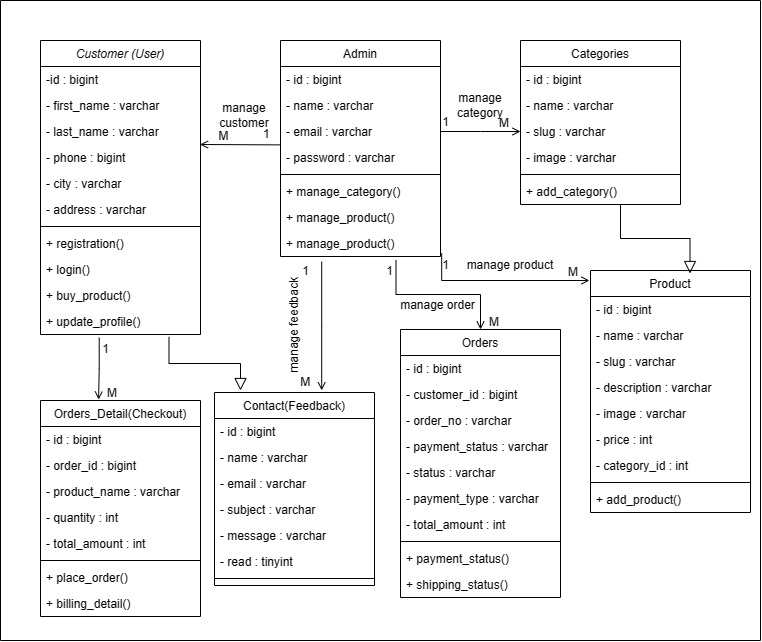 Customer (User)
-id : bigint
- first_name : varchar
- last_name : varchar
- phone : bigint
- city : varchar
- address : varchar
+ registration()
+ login()
+ buy_product()
+ update_profile()
manage
customer
M
1
Admin
- id : bigint
- name : varchar
- email : varchar
- password : varchar
+ manage_category()
+ manage_product()
+ manage_product()
manage
category
1
M
Categories
- id : bigint
- name : varchar
- slug : varchar
- image : varchar
+ add_category()
1
manage product
M
1
manage feedback
M
1
manage order
M
1
M
Product
- id : bigint
- name : varchar
- slug : varchar
- description : varchar
- image : varchar
- price : int
- category_id : int
+ add_product()
Orders
- id : bigint
- customer_id : bigint
- order_no : varchar
- payment_status : varchar
- status : varchar
- payment_type : varchar
- total_amount : int
+ payment_status()
+ shipping_status()
Orders_Detail(Checkout)
- id : bigint
- order_id : bigint
- product_name : varchar
- quantity : int
- total_amount : int
+ place_order()
+ billing_detail()
Contact(Feedback)
- id : bigint
- name : varchar
- email : varchar
- subject : varchar
- message : varchar
- read : tinyint